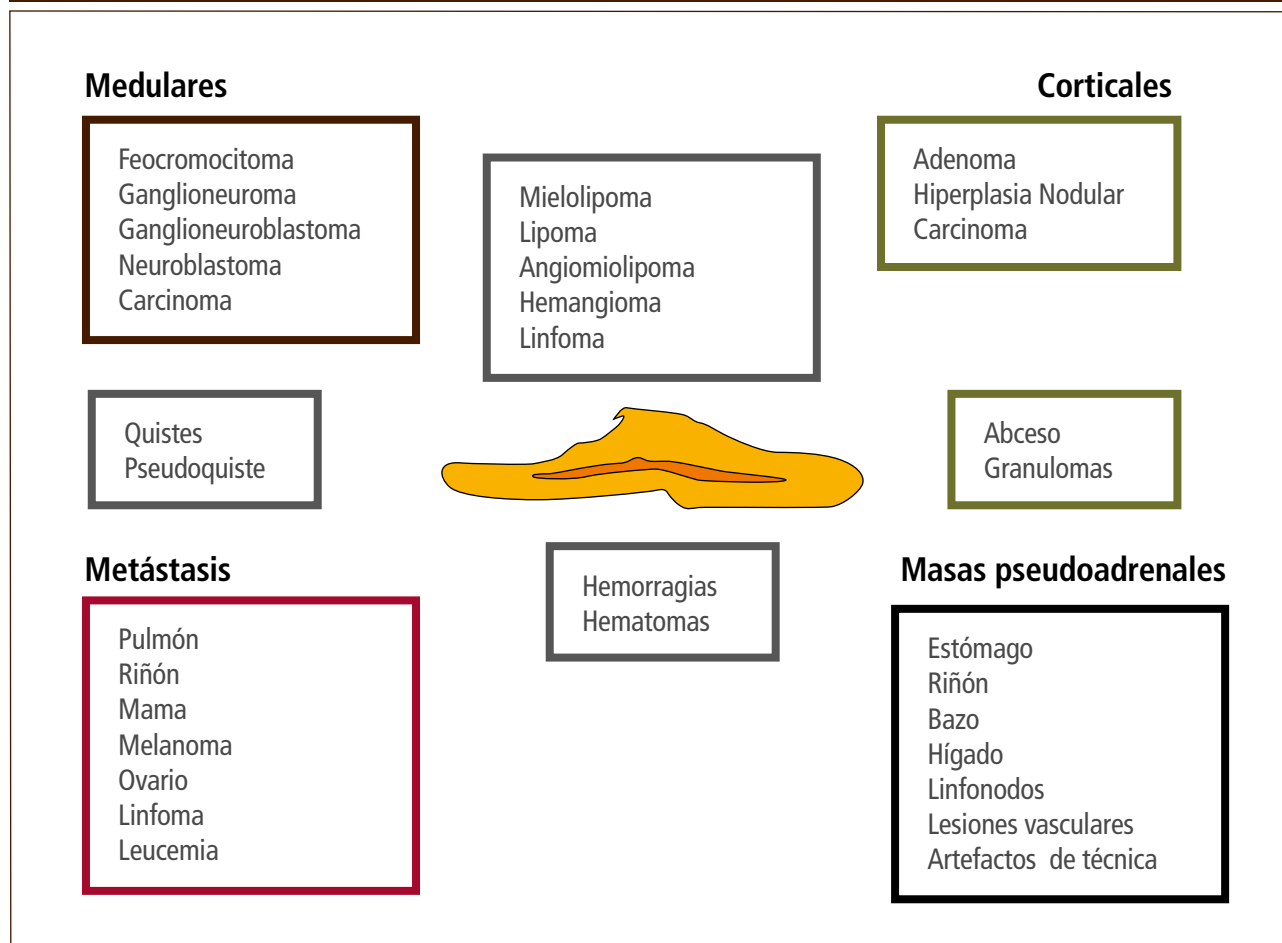 Medulares
Feocromocitoma
Ganglioneuroma
Ganglioneuroblastoma
Neuroblastoma
Carcinoma
Mielolipoma
Lipoma
Angiomiolipoma
Hemangioma
Linfoma
Corticales
Adenoma
Hiperplasia Nodular
Carcinoma
Quistes
Pseudoquiste
Abceso
Granulomas
Metástasis
Pulmón
Riñón
Mama
Melanoma
Ovario
Linfoma
Leucemia
Hemorragias
Hematomas
Masas pseudoadrenales
Estómago
Riñón
Bazo
Hígado
Linfonodos
Lesiones vasculares
Artefactos de técnica